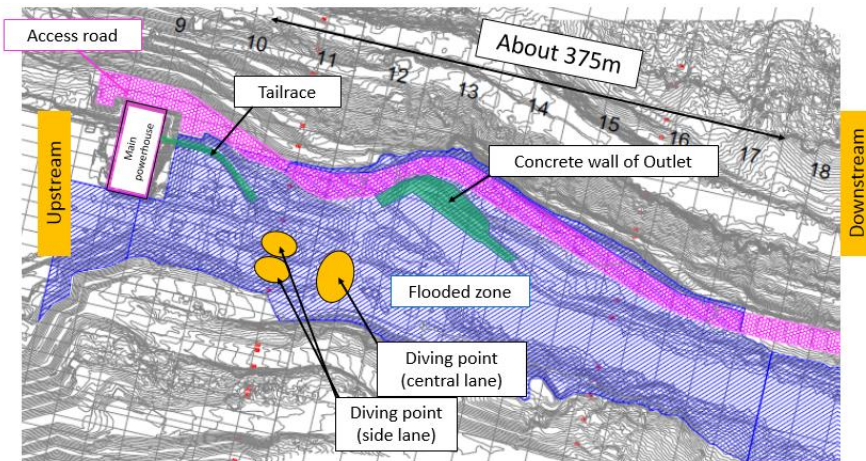 Access road
9
10
11
12
13
14
15
16
17
18
About 375m
Tailrace
Main
powerhouse
Concrete wall of Outlet
Upstream
Downstream
Flooded zone
Diving point
(central lane)
Diving point
(side lane)